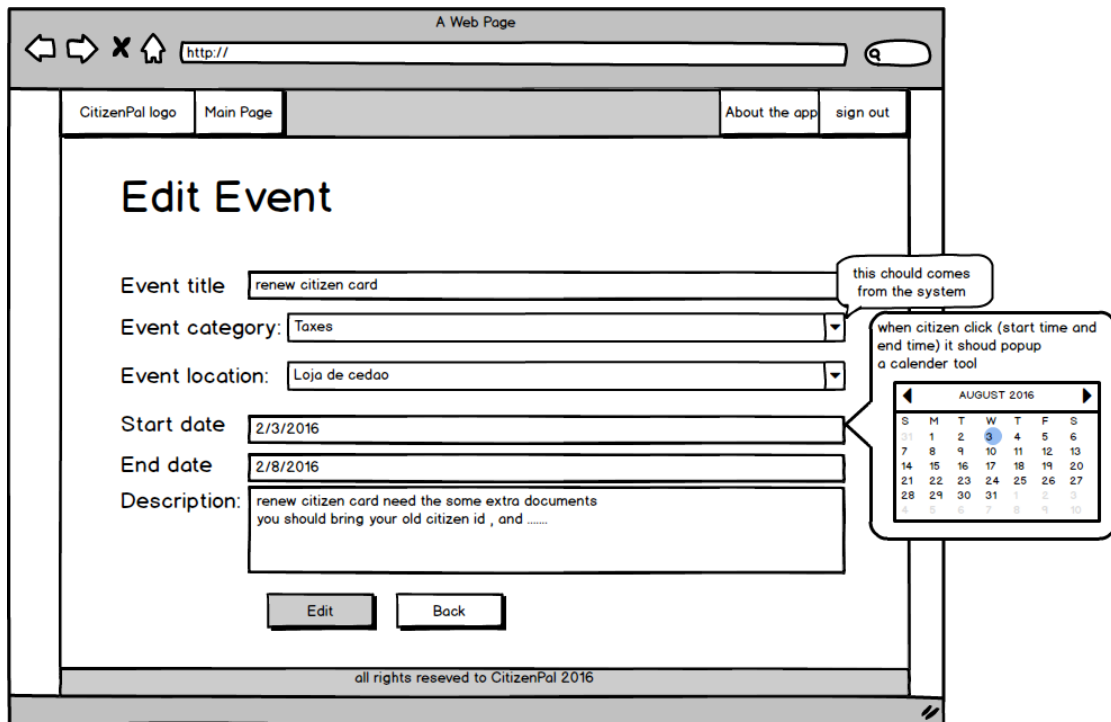 A Web Page
http://
CitizenPal logo
Main Page
About the app
sign out
Edit Event
Event title
renew citizen card
this chould comes
from the system
Event category:
Taxes
when citizen click (start time and
end time) it shoud popup
a calender tool
Event location:
Loja de cedao
AUGUST 2016
S M T W T F S
31 1 2 3 4 5 6
7 8 9 10 11 12 13
14 15 16 17 18 19 20
21 22 23 24 25 26 27
28 29 30 31 1 2 3
4 5 6 7 8 9 10
Start date
2/3/2016
End date
2/8/2016
Description:
renew citizen card need the some extra documents
you should bring your old citizen id , and .......
Edit
Back
all rights reseved to CitizenPal 2016